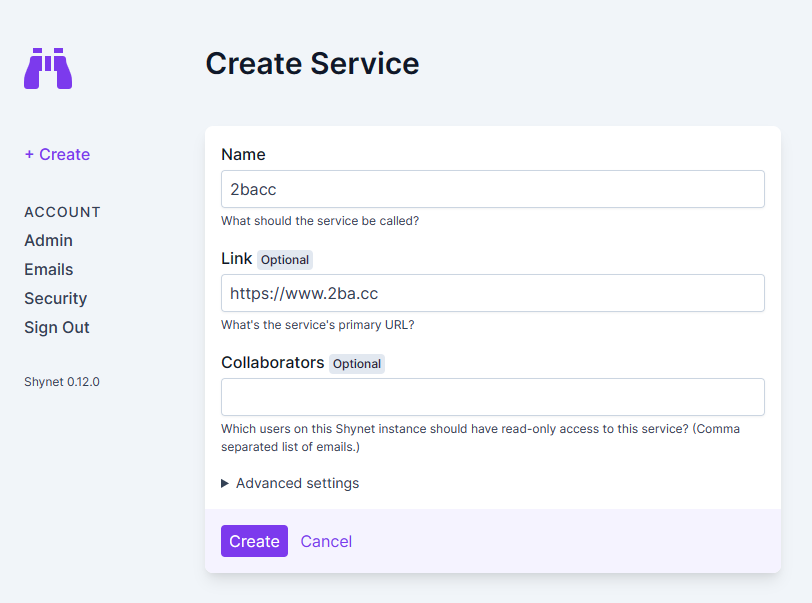 Create Service
+ Create
ACCOUNT
Admin
Emails
Security
Sign Out
Shynet 0.12.0
Name
2bacc
What should the service be called?
Link Optional
https://www.2ba.cc
What's the service's primary URL?
Collaborators Optional
Which users on this Shynet instance should have read-only access to this service? (Comma
separated list of emails.)
Advanced settings
Create Cancel